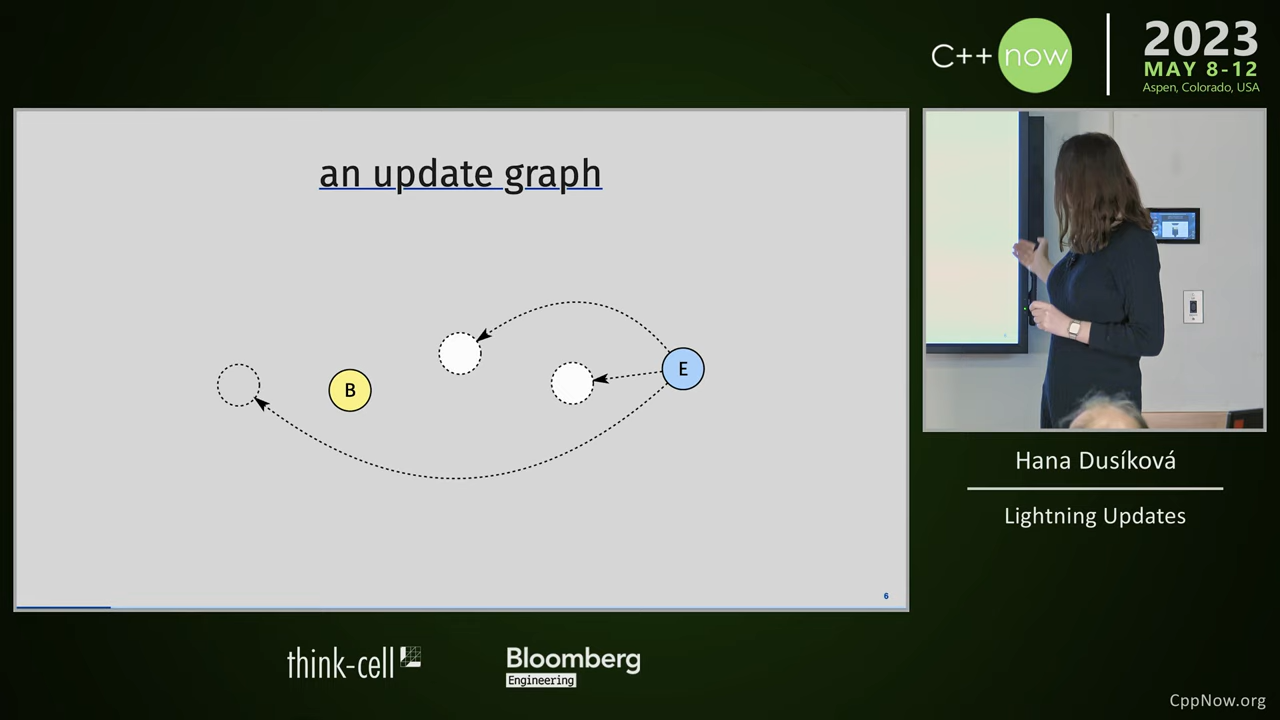 C++ now
2023
MAY 8-12
Aspen, Colorado, USA
an update graph
B
E
6
Hana Dusíková
Lightning Updates
think-cell
Bloomberg
Engineering
CppNow.org